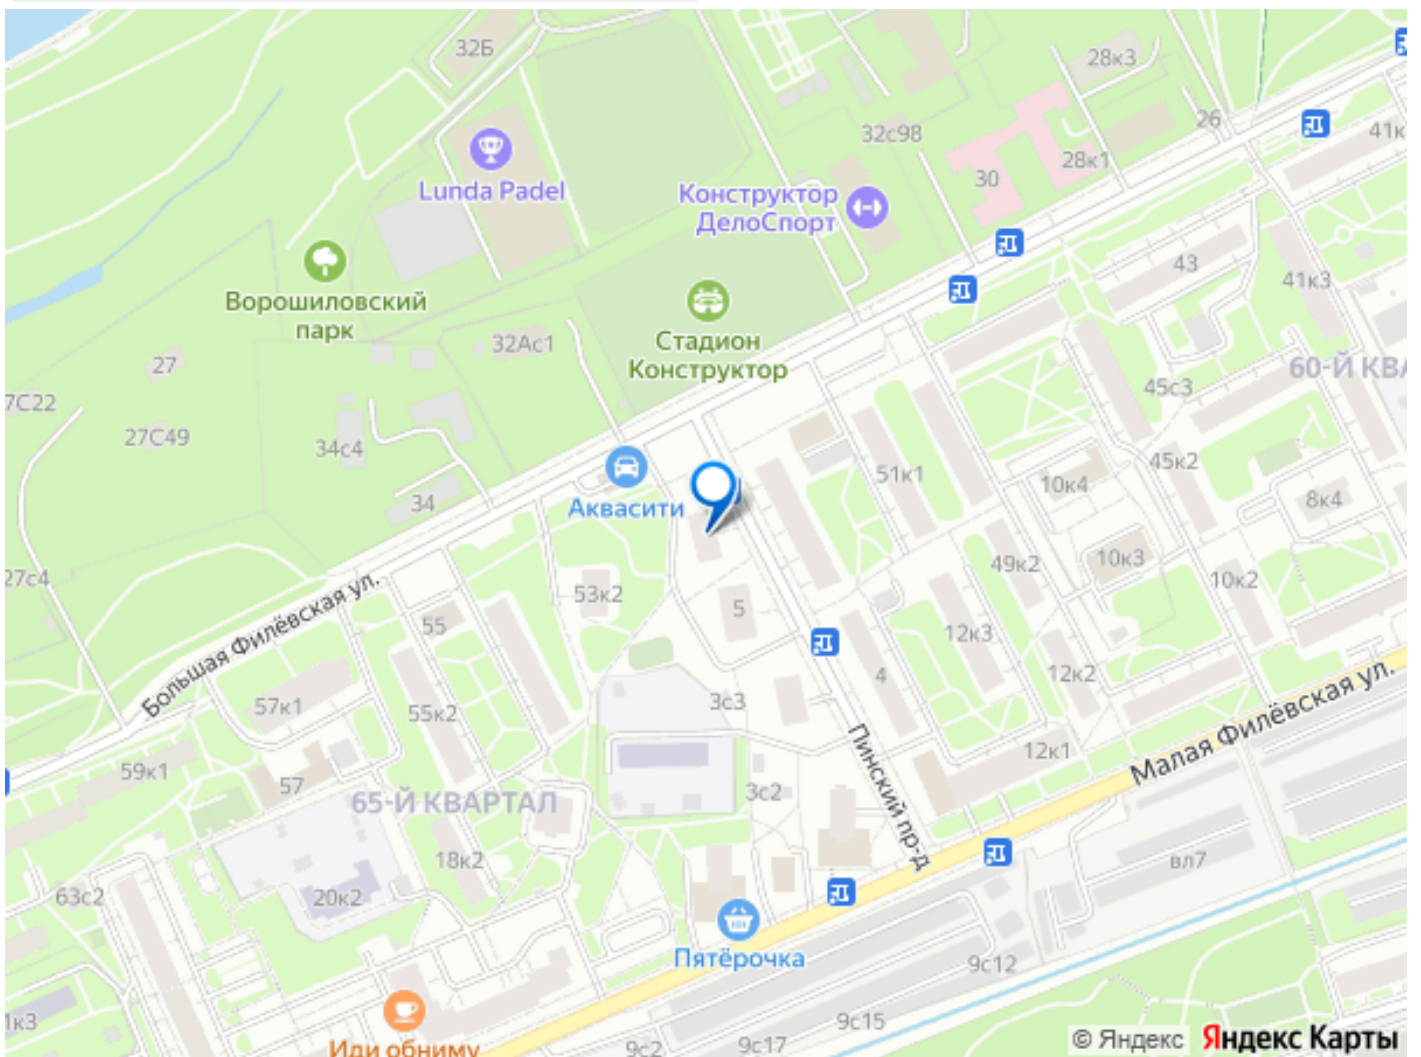 32Б
28к3
Lunda Padel
32с98
26
41к
Конструктор
ДелоСпорт
30
28к1
Ворошиловский
парк
43
41к3
32Ас1
Стадион
Конструктор
27
7С22
27С49
60-Й КВА
45с3
34с4
34
Аквасити
51к1
45к2
10к4
8к4
27с4
Большая Филёвская ул.
53к2
5
49к2
10к3
10к2
55
12к3
4
12к2
57к1
55к2
3с3
Пинский пр-д
12к1
Малая Филёвская ул.
59к1
57
65-Й КВАРТАЛ
3с2
18к2
вл7
63с2
20к2
Пятёрочка
9с12
1к3
Иди обниму
9с2
9с17
9с15
© Яндекс Яндекс Карты